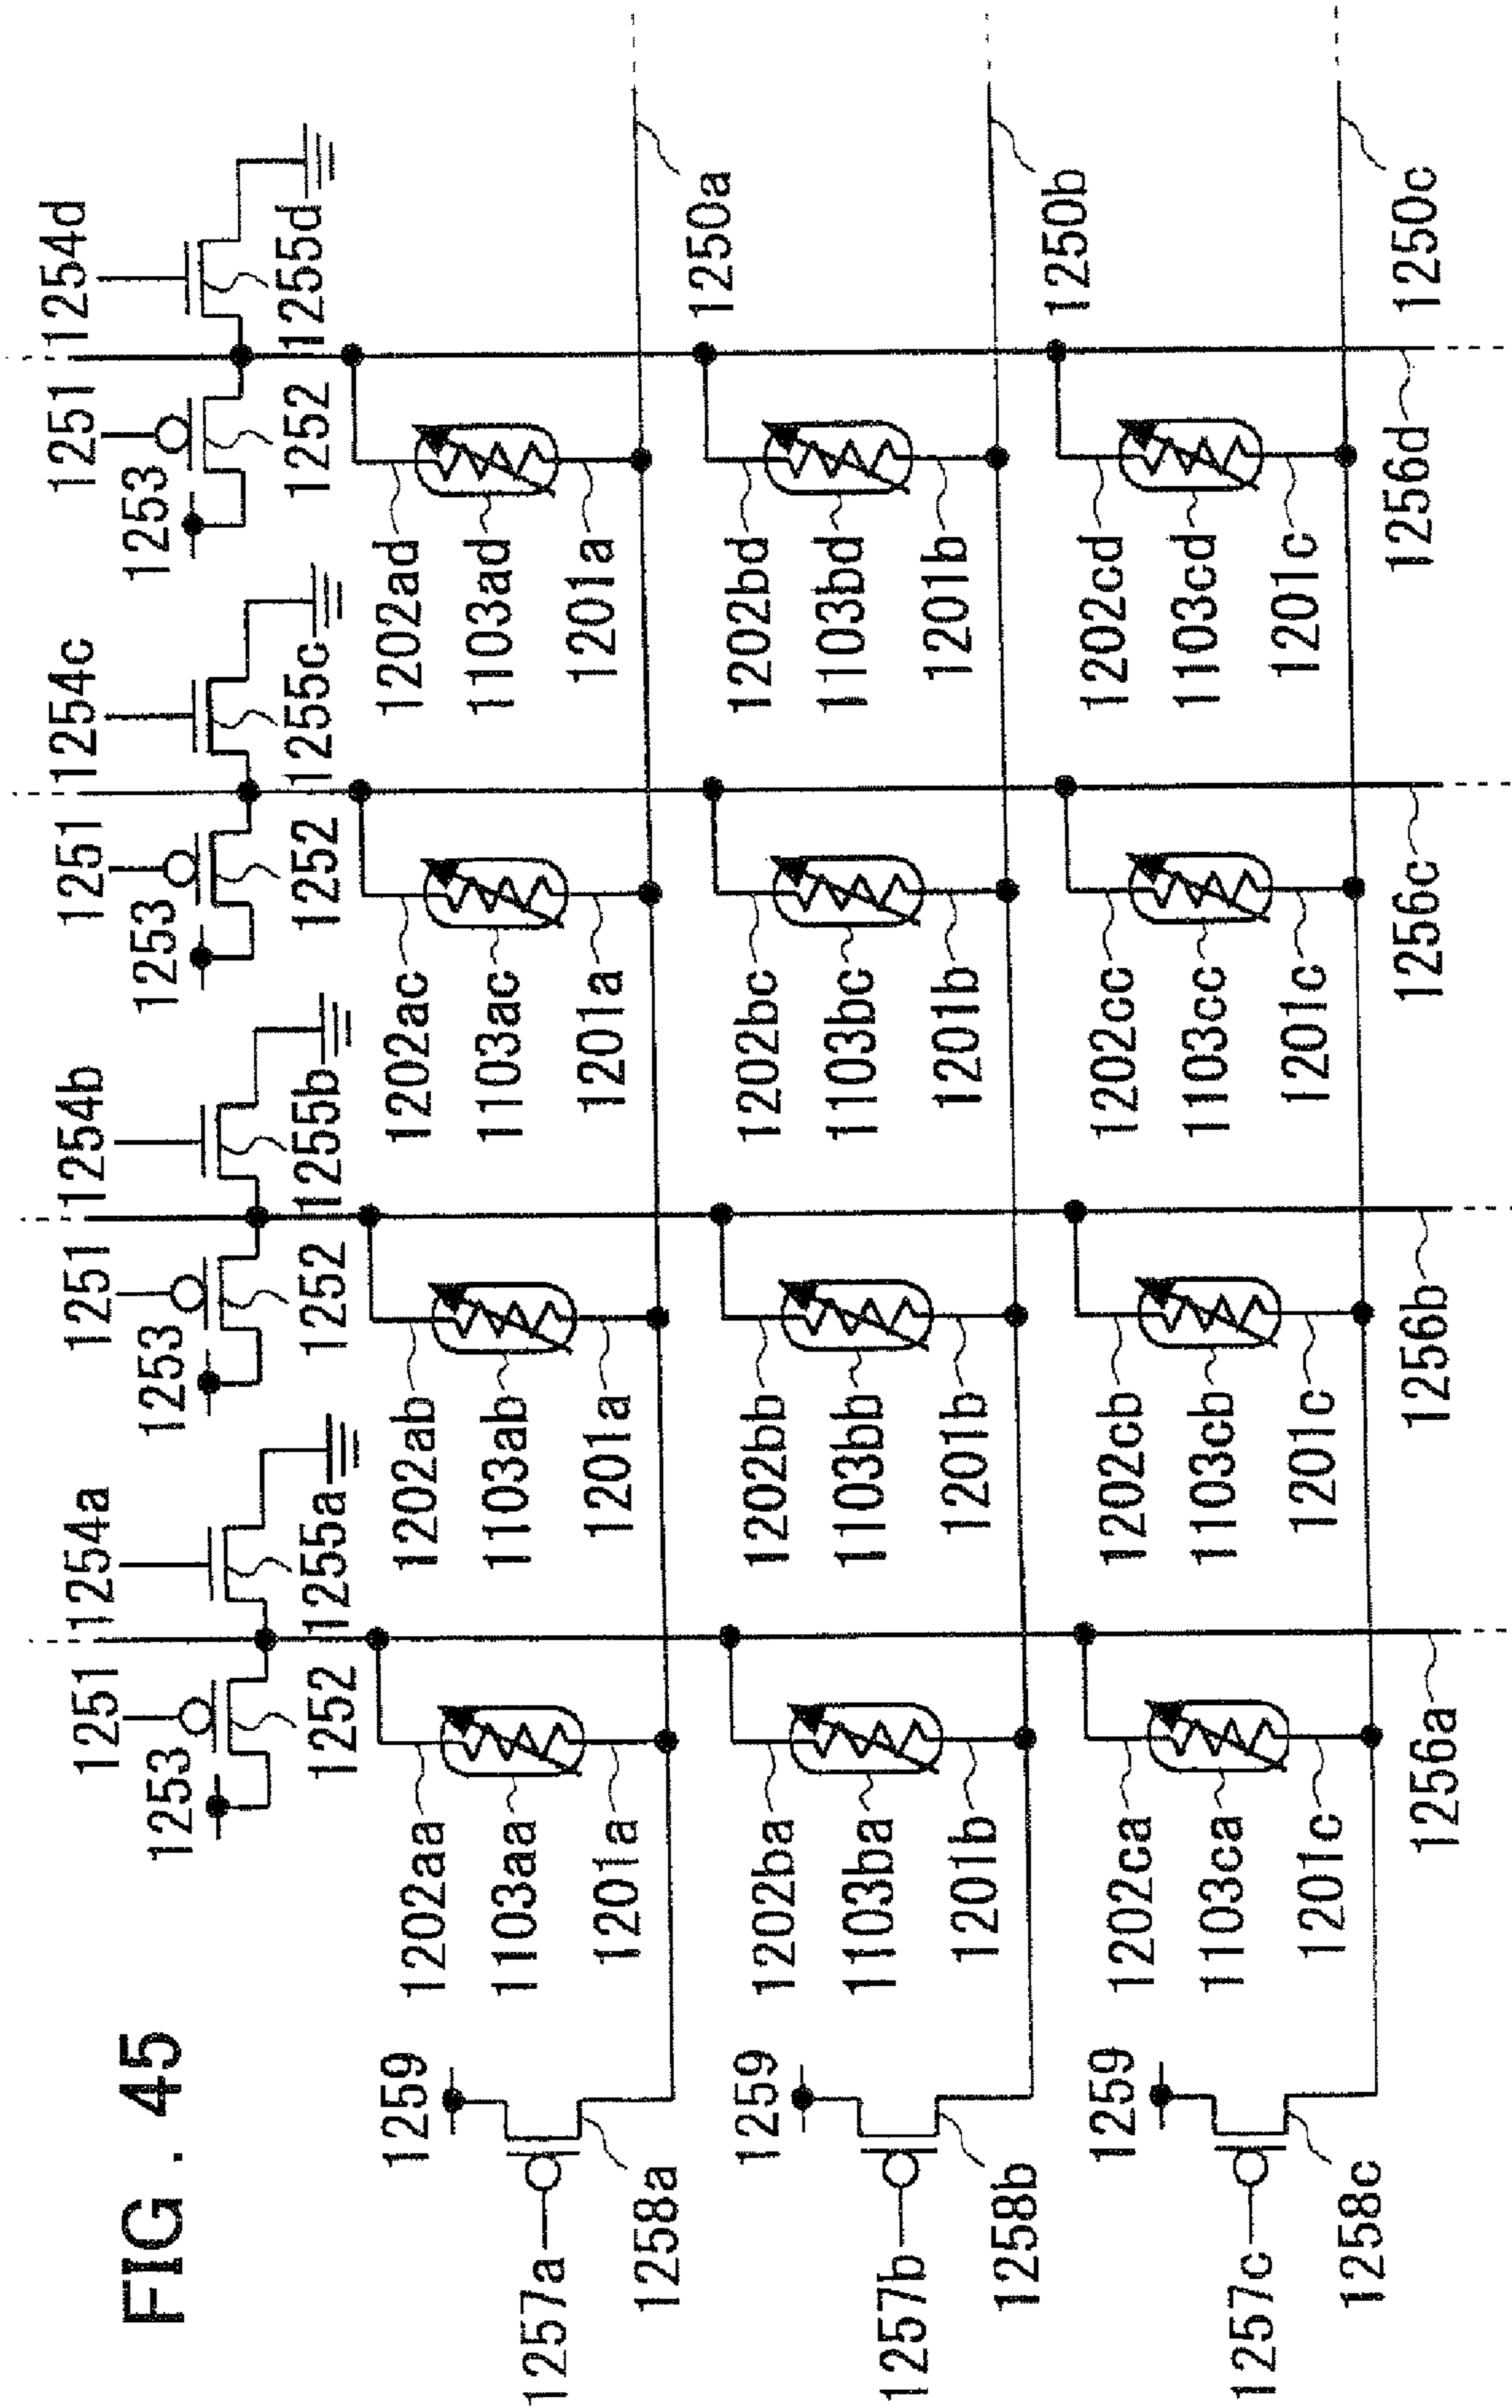 FIG . 45
1251
1254a
1251
1254b
1251
1254c
1251
1254d
1253
1253
1253
1253
1252
1255a
1252
1255b
1252
1255c
1252
1255d
1259
1202aa
1202ab
1202ac
1202ad
1257a
1103aa
1103ab
1103ac
1103ad
1258a
1201a
1201a
1201a
1201a
1250a
1259
1202ba
1202bb
1202bc
1202bd
1257b
1103ba
1103bb
1103bc
1103bd
1258b
1201b
1201b
1201b
1201b
1250b
1259
1202ca
1202cb
1202cc
1202cd
1257c
1103ca
1103cb
1103cc
1103cd
1258c
1201c
1201c
1201c
1201c
1250c
1256a
1256b
1256c
1256d